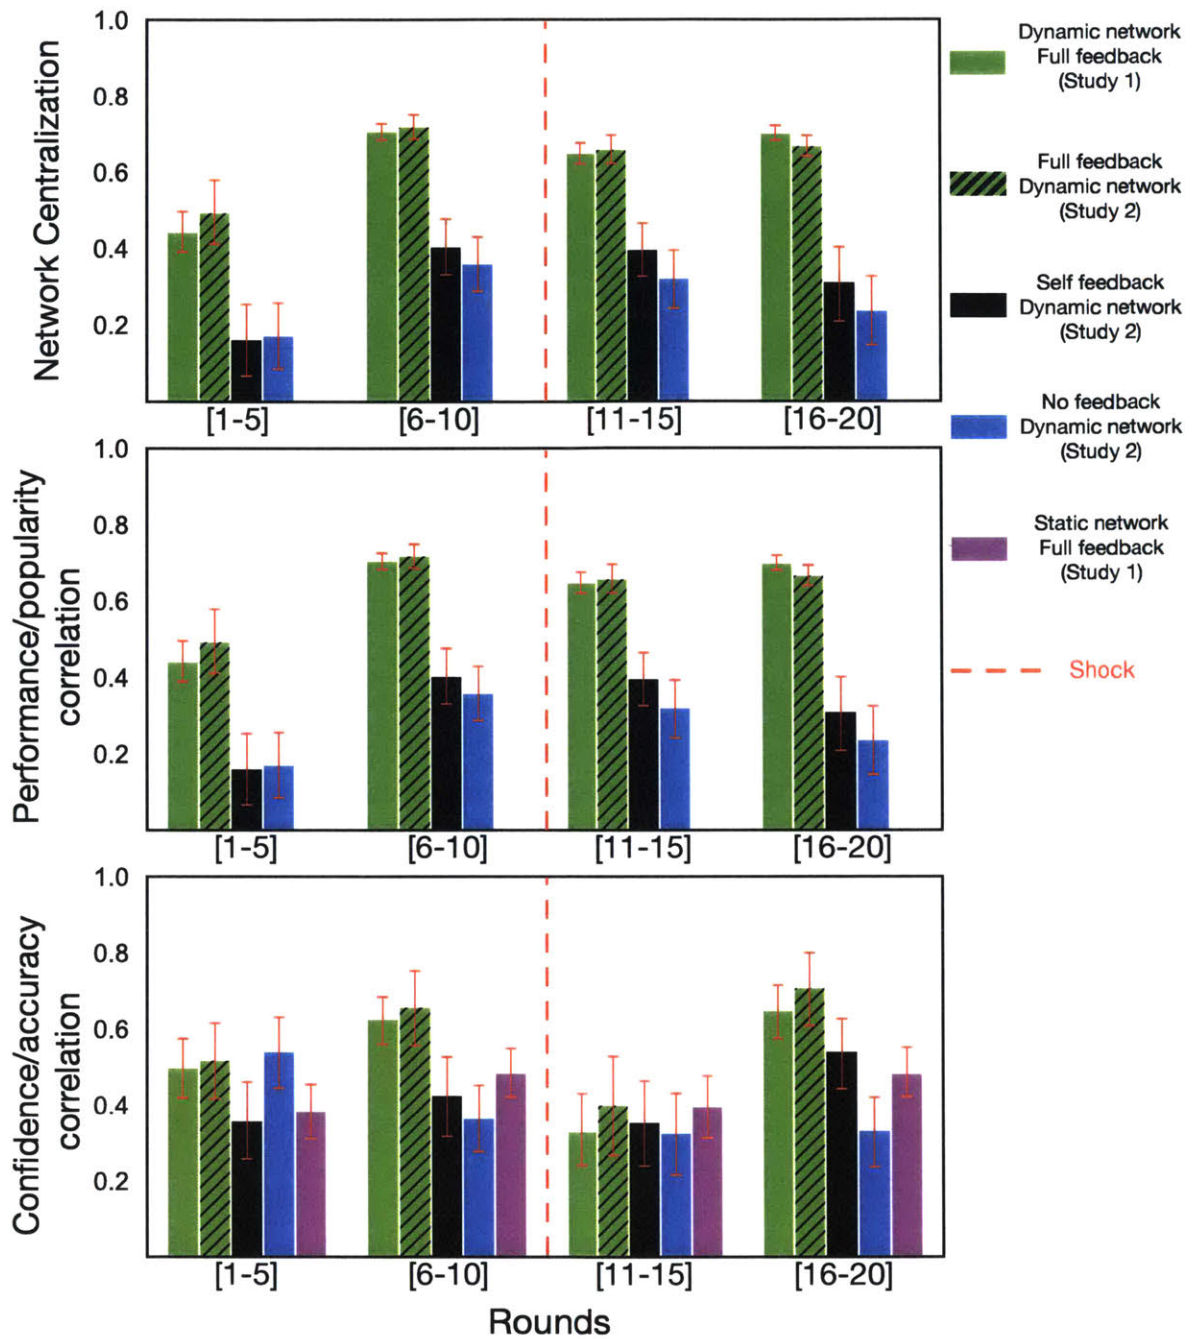 Network Centralization
1.0
0.8
0.6
0.4
0.2
[1-5]
[6-10]
[11-15]
[16-20]
Performance/popularity
correlation
1.0
0.8
0.6
0.4
0.2
[1-5]
[6-10]
[11-15]
[16-20]
Confidence/accuracy
correlation
1.0
0.8
0.6
0.4
0.2
[1-5]
[6-10]
[11-15]
[16-20]
Rounds
Dynamic network
Full feedback
(Study 1)
Full feedback
Dynamic network
(Study 2)
Self feedback
Dynamic network
(Study 2)
No feedback
Dynamic network
(Study 2)
Static network
Full feedback
(Study 1)
Shock